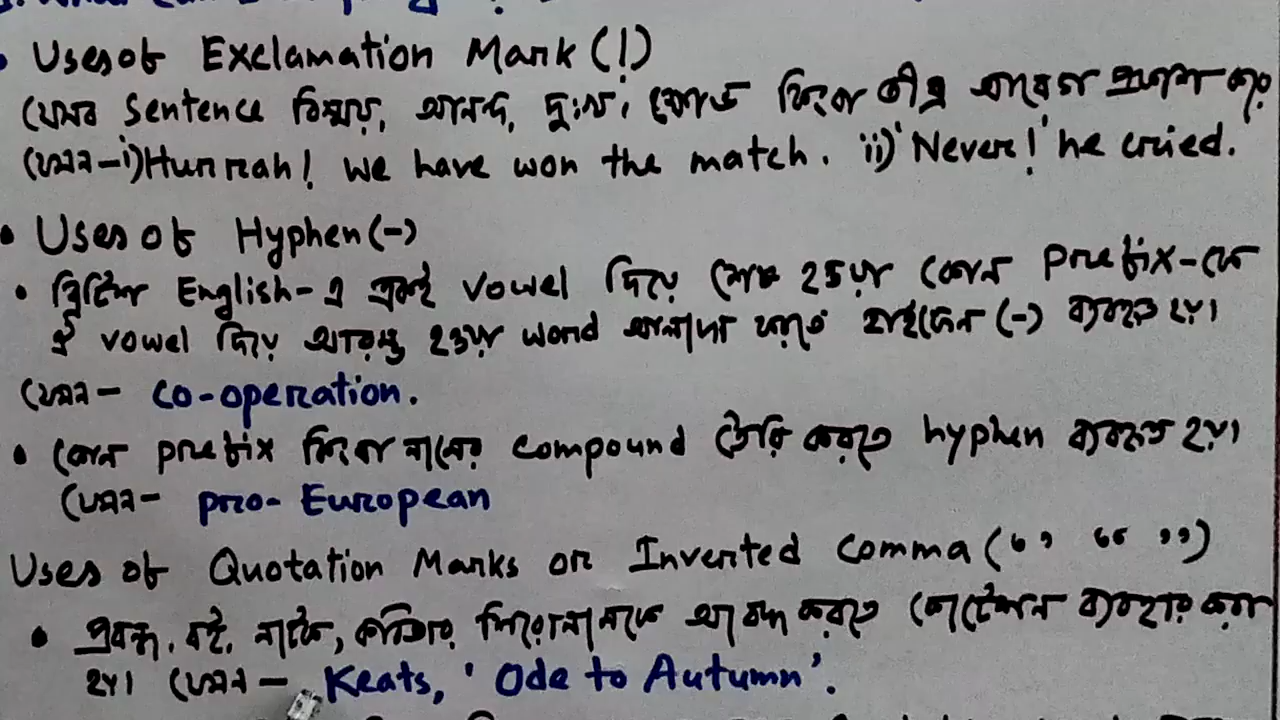 • Uses of Exclamation Mark (!)
যেসব Sentence বিস্ময়, আনন্দ, দুঃখ, ক্ষোভ কিংবা তীব্র আবেগ প্রকাশ করে
যেমন-i) Hurrah! We have won the match. ii) 'Never!' he cried.
• Uses of Hyphen (-)
• ব্রিটিশ English-এ একই vowel দিয়ে শেষ হওয়া কোন prefix-কে
ঐ vowel দিয়ে আরম্ভ হওয়া word আলাদা করতে হাইফেন (-) ব্যবহৃত হয়।
যেমন- co-operation.
• কোন prefix কিংবা নামের compound তৈরি করতে hyphen ব্যবহৃত হয়।
যেমন- pro-European
Uses of Quotation Marks or Inverted Comma (‘ ’ “ ”)
• প্রবন্ধ, বই, নাটক, কবিতার শিরোনামকে আবদ্ধ করতে কোটেশন ব্যবহার করা
হয়। যেমন- Keats, ‘Ode to Autumn’.